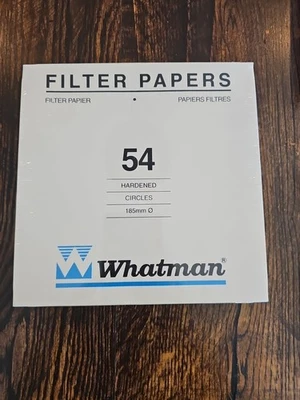 FILTER PAPERS
FILTER PAPIER • PAPIERS FILTRES
54
HARDENED
CIRCLES
185mm Ø
Whatman®